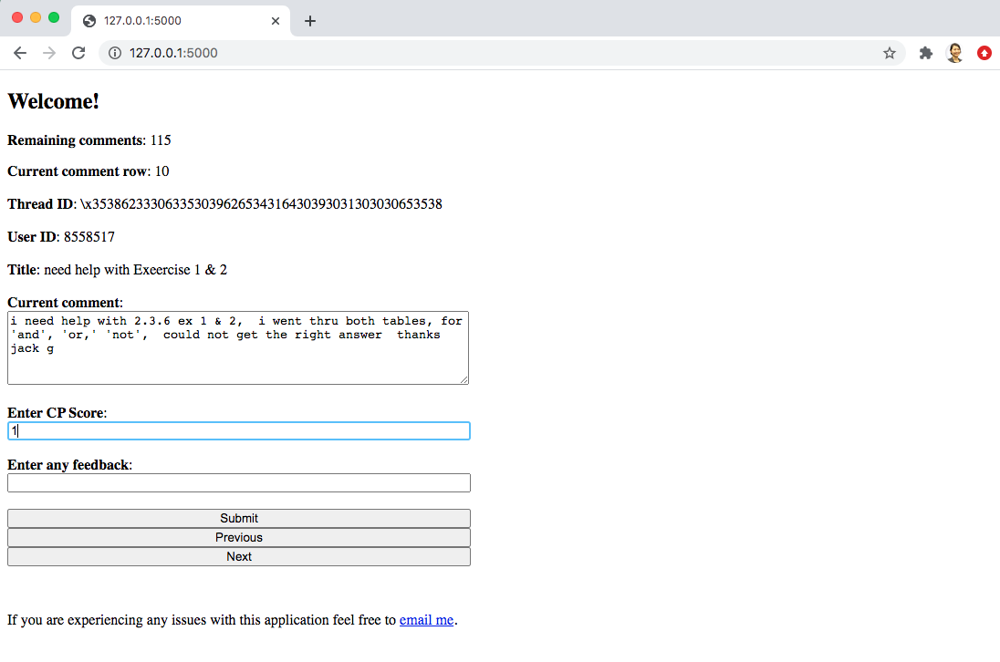 127.0.0.1:5000
127.0.0.1:5000
Welcome!
Remaining comments: 115
Current comment row: 10
Thread ID: \x353862333063353039626534316430393031303030653538
User ID: 8558517
Title: need help with Exeercise 1 & 2
Current comment:
i need help with 2.3.6 ex 1 & 2,  i went thru both tables, for
'and', 'or,' 'not',  could not get the right answer  thanks
jack g
Enter CP Score:
1
Enter any feedback:
Submit
Previous
Next
If you are experiencing any issues with this application feel free to email me.